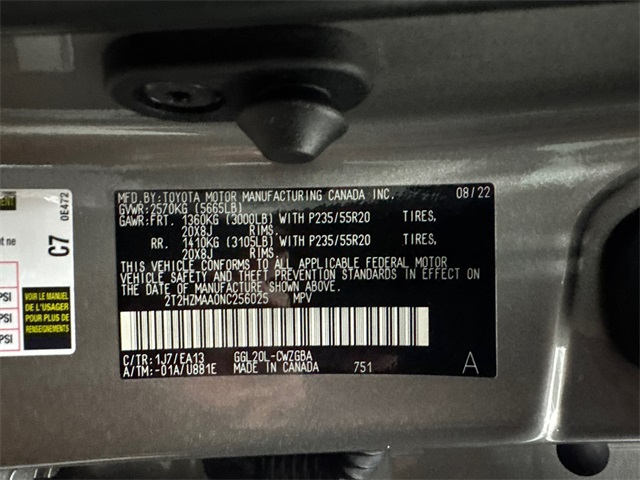 MFD.BY:TOYOTA MOTOR MANUFACTURING CANADA INC. 08/22
GVWR:2570KG (5665LB)
GAWR:FRT. 1360KG (3000LB) WITH P235/55R20 TIRES,
20X8J RIMS.
RR. 1410KG (3105LB) WITH P235/55R20 TIRES,
20X8J RIMS.
THIS VEHICLE CONFORMS TO ALL APPLICABLE FEDERAL MOTOR
VEHICLE SAFETY AND THEFT PREVENTION STANDARDS IN EFFECT ON
THE DATE OF MANUFACTURE SHOWN ABOVE.
2T2HZMAA0NC256025 MPV
C/TR:1J7/EA13 GGL20L-CWZGBA
A/TM:-01A/U881E MADE IN CANADA 751 A
C7
0E472
nt ne
PSI
PSI
VOIR LE MANUEL
DE L'USAGER
POUR PLUS DE
RENSEIGNEMENTS